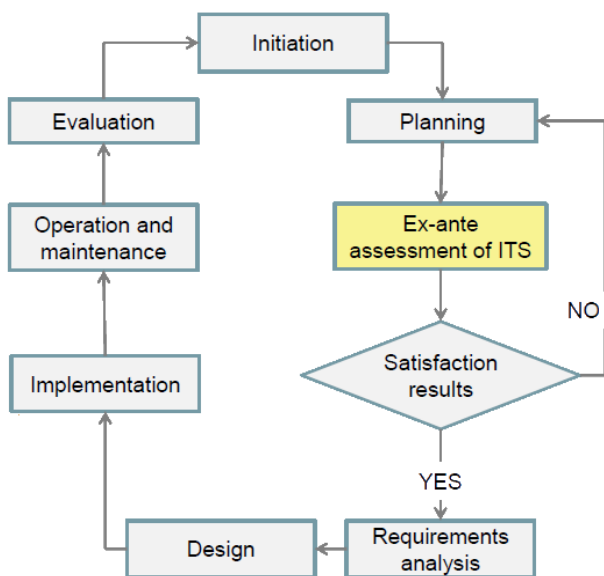 Initiation
Planning
Ex-ante
assessment of ITS
Satisfaction
results
NO
YES
Requirements
analysis
Design
Implementation
Operation and
maintenance
Evaluation